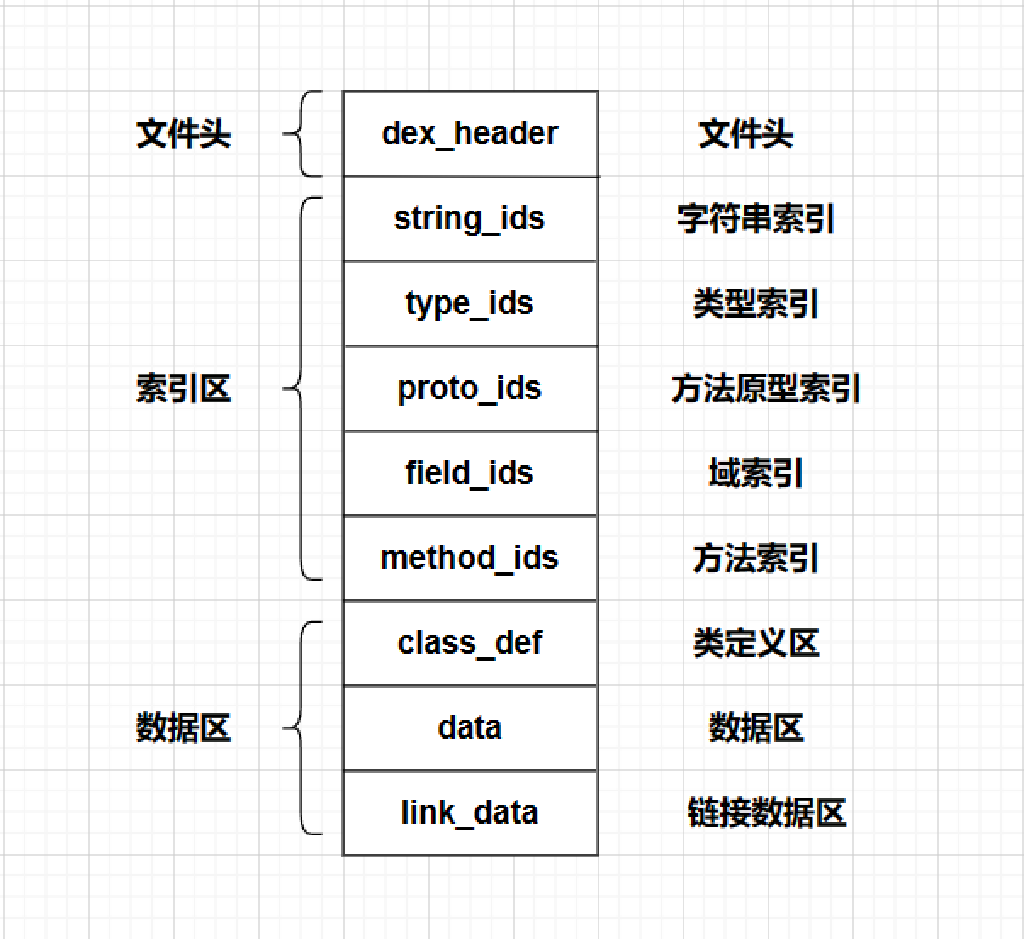 文件头 dex_header 文件头
string_ids 字符串索引
type_ids 类型索引
索引区 proto_ids 方法原型索引
field_ids 域索引
method_ids 方法索引
class_def 类定义区
数据区 data 数据区
link_data 链接数据区